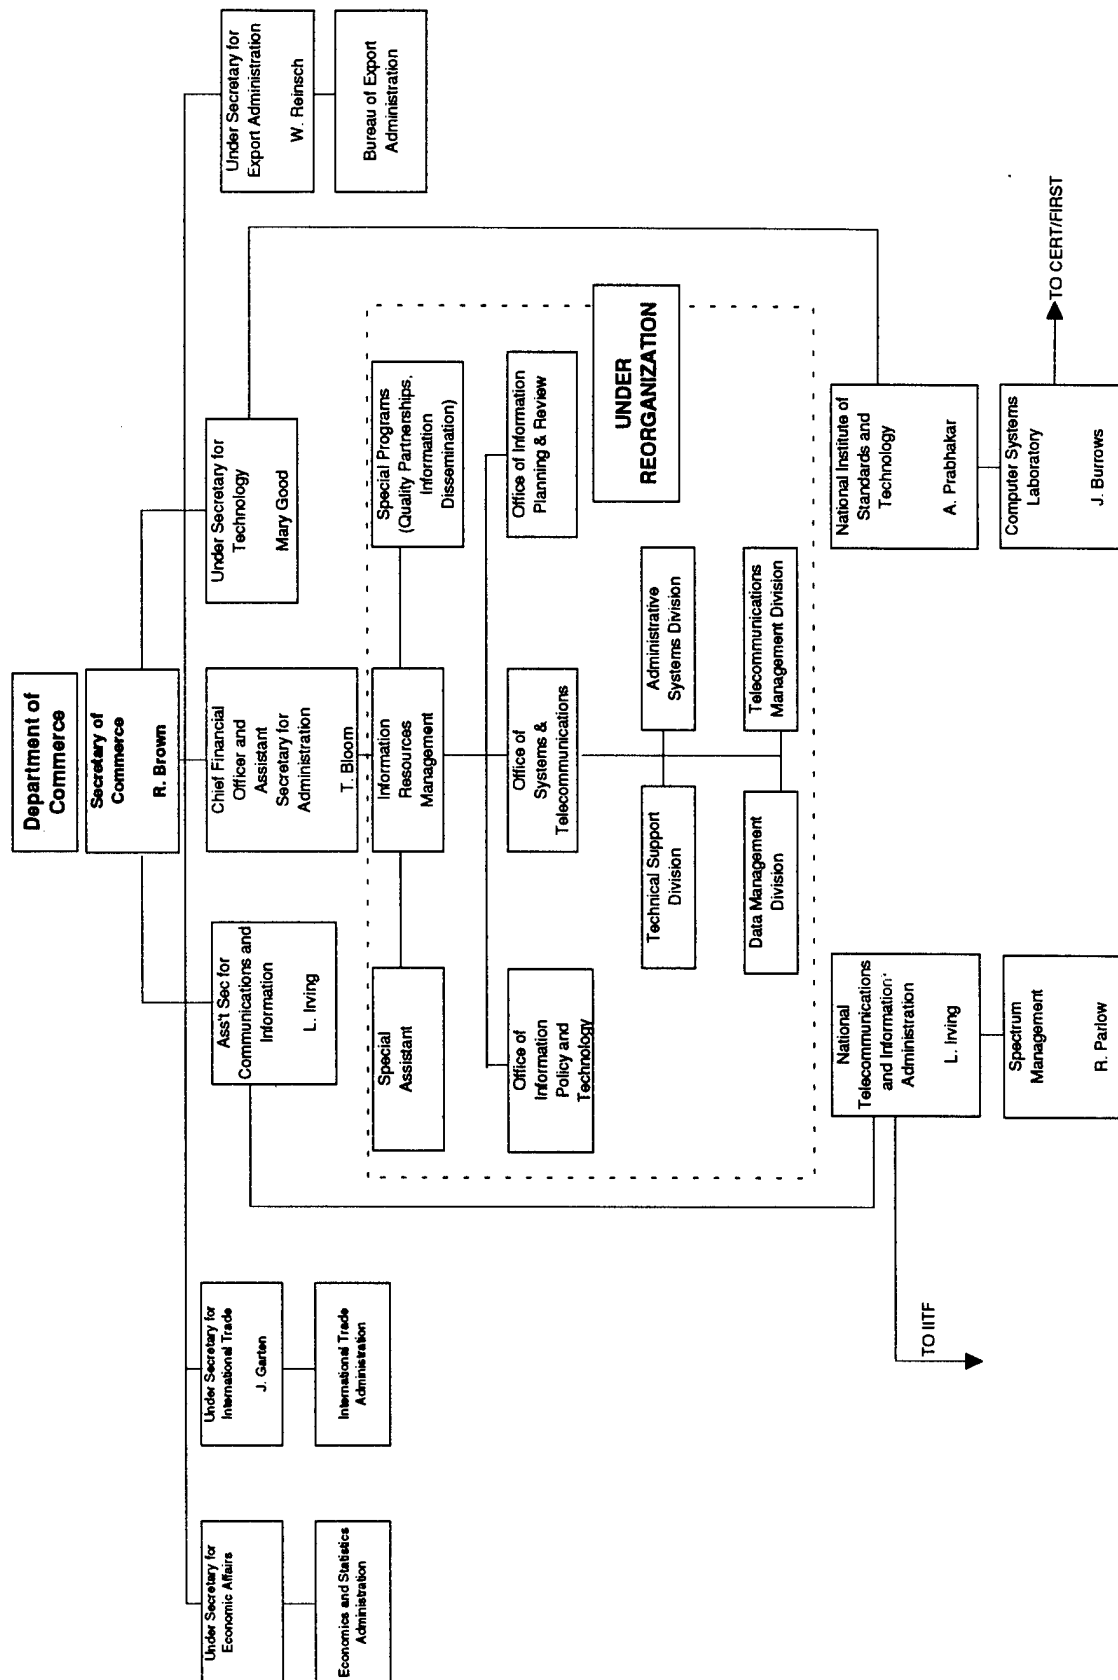 Department of
Commerce
Secretary of
Commerce
R. Brown
Under Secretary for
Economic Affairs
Economics and Statistics
Administration
Under Secretary for
International Trade
J. Garten
International Trade
Administration
Ass't Sec for
Communications and
Information
L. Irving
Chief Financial
Officer and
Assistant
Secretary for
Administration
T. Bloom
Under Secretary for
Technology
Mary Good
Under Secretary for
Export Administration
W. Reinsch
Bureau of Export
Administration
Special
Assistant
Information
Resources
Management
Special Programs
(Quality Partnerships,
Information
Dissemination)
Office of
Information
Policy and
Technology
Office of
Systems &
Telecommunications
Office of Information
Planning & Review
Technical Support
Division
Administrative
Systems Division
Data Management
Division
Telecommunications
Management Division
UNDER
REORGANIZATION
National
Telecommunications
and Information
Administration
L. Irving
Spectrum
Management
R. Parlow
TO IITF
National Institute of
Standards and
Technology
A. Prabhakar
Computer Systems
Laboratory
J. Burrows
TO CERT/FIRST